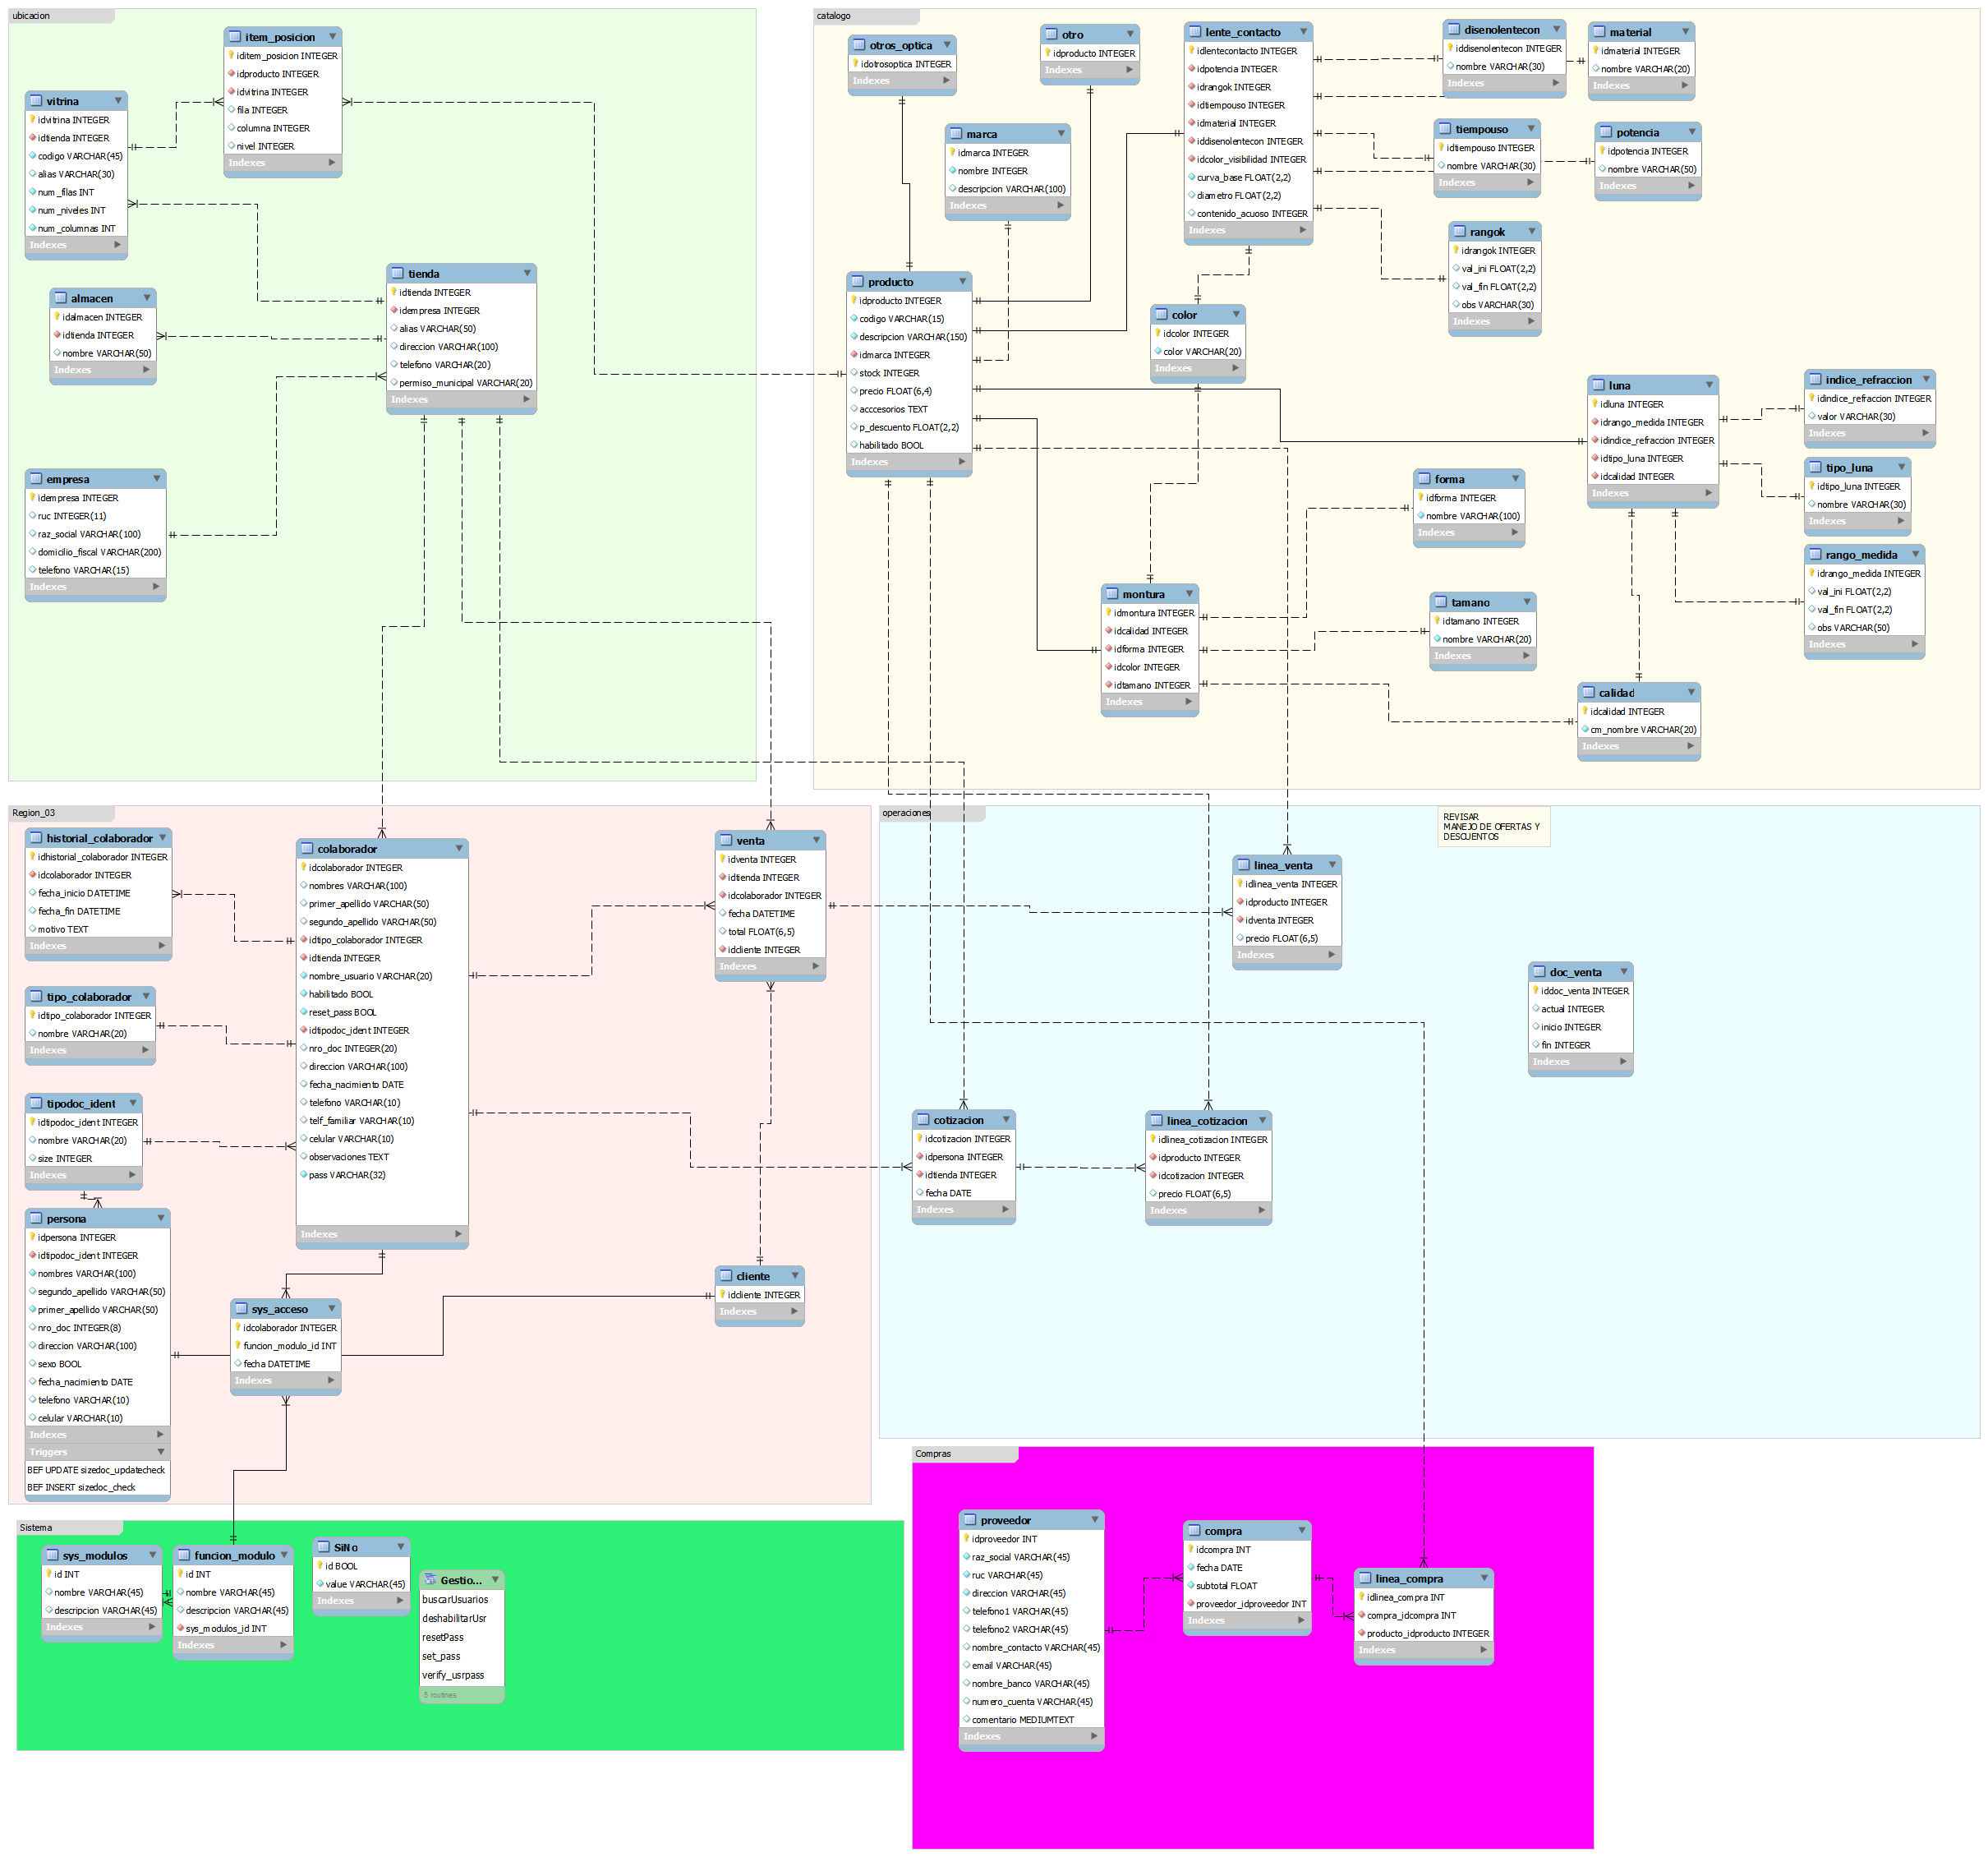 ubicacion
item_posicion
iditem_posicion INTEGER
idproducto INTEGER
idvitrina INTEGER
fila INTEGER
columna INTEGER
nivel INTEGER
Indexes
vitrina
idvitrina INTEGER
idtienda INTEGER
codigo VARCHAR(45)
alias VARCHAR(30)
num_filas INT
num_niveles INT
num_columnas INT
Indexes
tienda
idtienda INTEGER
idempresa INTEGER
alias VARCHAR(50)
direccion VARCHAR(100)
telefono VARCHAR(20)
permiso_municipal VARCHAR(20)
Indexes
almacen
idalmacen INTEGER
idtienda INTEGER
nombre VARCHAR(50)
Indexes
empresa
idempresa INTEGER
ruc INTEGER(11)
raz_social VARCHAR(100)
domicilio_fiscal VARCHAR(200)
telefono VARCHAR(15)
Indexes
catalogo
otros_optica
idotrosoptica INTEGER
Indexes
otro
idproducto INTEGER
Indexes
marca
idmarca INTEGER
nombre INTEGER
descripcion VARCHAR(100)
Indexes
lente_contacto
idlentecontacto INTEGER
idpotencia INTEGER
idrangok INTEGER
idtiempouso INTEGER
idmaterial INTEGER
iddisenolentecon INTEGER
idcolor_visibilidad INTEGER
curva_base FLOAT(2,2)
diametro FLOAT(2,2)
contenido_acuoso INTEGER
Indexes
disenolentecon
iddisenolentecon INTEGER
nombre VARCHAR(30)
Indexes
material
idmaterial INTEGER
nombre VARCHAR(20)
Indexes
tiempouso
idtiempouso INTEGER
nombre VARCHAR(30)
Indexes
potencia
idpotencia INTEGER
nombre VARCHAR(50)
Indexes
rangok
idrangok INTEGER
val_ini FLOAT(2,2)
val_fin FLOAT(2,2)
obs VARCHAR(30)
Indexes
producto
idproducto INTEGER
codigo VARCHAR(15)
descripcion VARCHAR(150)
idmarca INTEGER
stock INTEGER
precio FLOAT(6,4)
acccesorios TEXT
p_descuento FLOAT(2,2)
habilitado BOOL
Indexes
color
idcolor INTEGER
color VARCHAR(20)
Indexes
luna
idluna INTEGER
idrango_medida INTEGER
idindice_refraccion INTEGER
idtipo_luna INTEGER
idcalidad INTEGER
Indexes
indice_refraccion
idindice_refraccion INTEGER
valor VARCHAR(30)
Indexes
tipo_luna
idtipo_luna INTEGER
nombre VARCHAR(30)
Indexes
rango_medida
idrango_medida INTEGER
val_ini FLOAT(2,2)
val_fin FLOAT(2,2)
obs VARCHAR(50)
Indexes
forma
idforma INTEGER
nombre VARCHAR(100)
Indexes
montura
idmontura INTEGER
idcalidad INTEGER
idforma INTEGER
idcolor INTEGER
idtamano INTEGER
Indexes
tamano
idtamano INTEGER
nombre VARCHAR(20)
Indexes
calidad
idcalidad INTEGER
cm_nombre VARCHAR(20)
Indexes
Region_03
historial_colaborador
idhistorial_colaborador INTEGER
idcolaborador INTEGER
fecha_inicio DATETIME
fecha_fin DATETIME
motivo TEXT
Indexes
tipo_colaborador
idtipo_colaborador INTEGER
nombre VARCHAR(20)
Indexes
tipodoc_ident
idtipodoc_ident INTEGER
nombre VARCHAR(20)
size INTEGER
Indexes
persona
idpersona INTEGER
idtipodoc_ident INTEGER
nombres VARCHAR(100)
segundo_apellido VARCHAR(50)
primer_apellido VARCHAR(50)
nro_doc INTEGER(8)
direccion VARCHAR(100)
sexo BOOL
fecha_nacimiento DATE
telefono VARCHAR(10)
celular VARCHAR(10)
Indexes
Triggers
BEF UPDATE sizedoc_updatecheck
BEF INSERT sizedoc_check
colaborador
idcolaborador INTEGER
nombres VARCHAR(100)
primer_apellido VARCHAR(50)
segundo_apellido VARCHAR(50)
idtipo_colaborador INTEGER
idtienda INTEGER
nombre_usuario VARCHAR(20)
habilitado BOOL
reset_pass BOOL
idtipodoc_ident INTEGER
nro_doc INTEGER(20)
direccion VARCHAR(100)
fecha_nacimiento DATE
telefono VARCHAR(10)
telf_familiar VARCHAR(10)
celular VARCHAR(10)
observaciones TEXT
pass VARCHAR(32)
Indexes
sys_acceso
idcolaborador INTEGER
funcion_modulo_id INT
fecha DATETIME
Indexes
venta
idventa INTEGER
idtienda INTEGER
idcolaborador INTEGER
fecha DATETIME
total FLOAT(6,5)
idcliente INTEGER
Indexes
cliente
idcliente INTEGER
Indexes
operaciones
REVISAR
MANEJO DE OFERTAS Y
DESCUENTOS
linea_venta
idlinea_venta INTEGER
idproducto INTEGER
idventa INTEGER
precio FLOAT(6,5)
Indexes
doc_venta
iddoc_venta INTEGER
actual INTEGER
inicio INTEGER
fin INTEGER
Indexes
cotizacion
idcotizacion INTEGER
idpersona INTEGER
idtienda INTEGER
fecha DATE
Indexes
linea_cotizacion
idlinea_cotizacion INTEGER
idproducto INTEGER
idcotizacion INTEGER
precio FLOAT(6,5)
Indexes
Sistema
sys_modulos
id INT
nombre VARCHAR(45)
descripcion VARCHAR(45)
Indexes
funcion_modulo
id INT
nombre VARCHAR(45)
descripcion VARCHAR(45)
sys_modulos_id INT
Indexes
SiNo
id BOOL
value VARCHAR(45)
Indexes
Gestio...
buscarUsuarios
deshabilitarUsr
resetPass
set_pass
verify_usrpass
5 routines
Compras
proveedor
idproveedor INT
raz_social VARCHAR(45)
ruc VARCHAR(45)
direccion VARCHAR(45)
telefono1 VARCHAR(45)
telefono2 VARCHAR(45)
nombre_contacto VARCHAR(45)
email VARCHAR(45)
nombre_banco VARCHAR(45)
numero_cuenta VARCHAR(45)
comentario MEDIUMTEXT
Indexes
compra
idcompra INT
fecha DATE
subtotal FLOAT
proveedor_idproveedor INT
Indexes
linea_compra
idlinea_compra INT
compra_idcompra INT
producto_idproducto INTEGER
Indexes